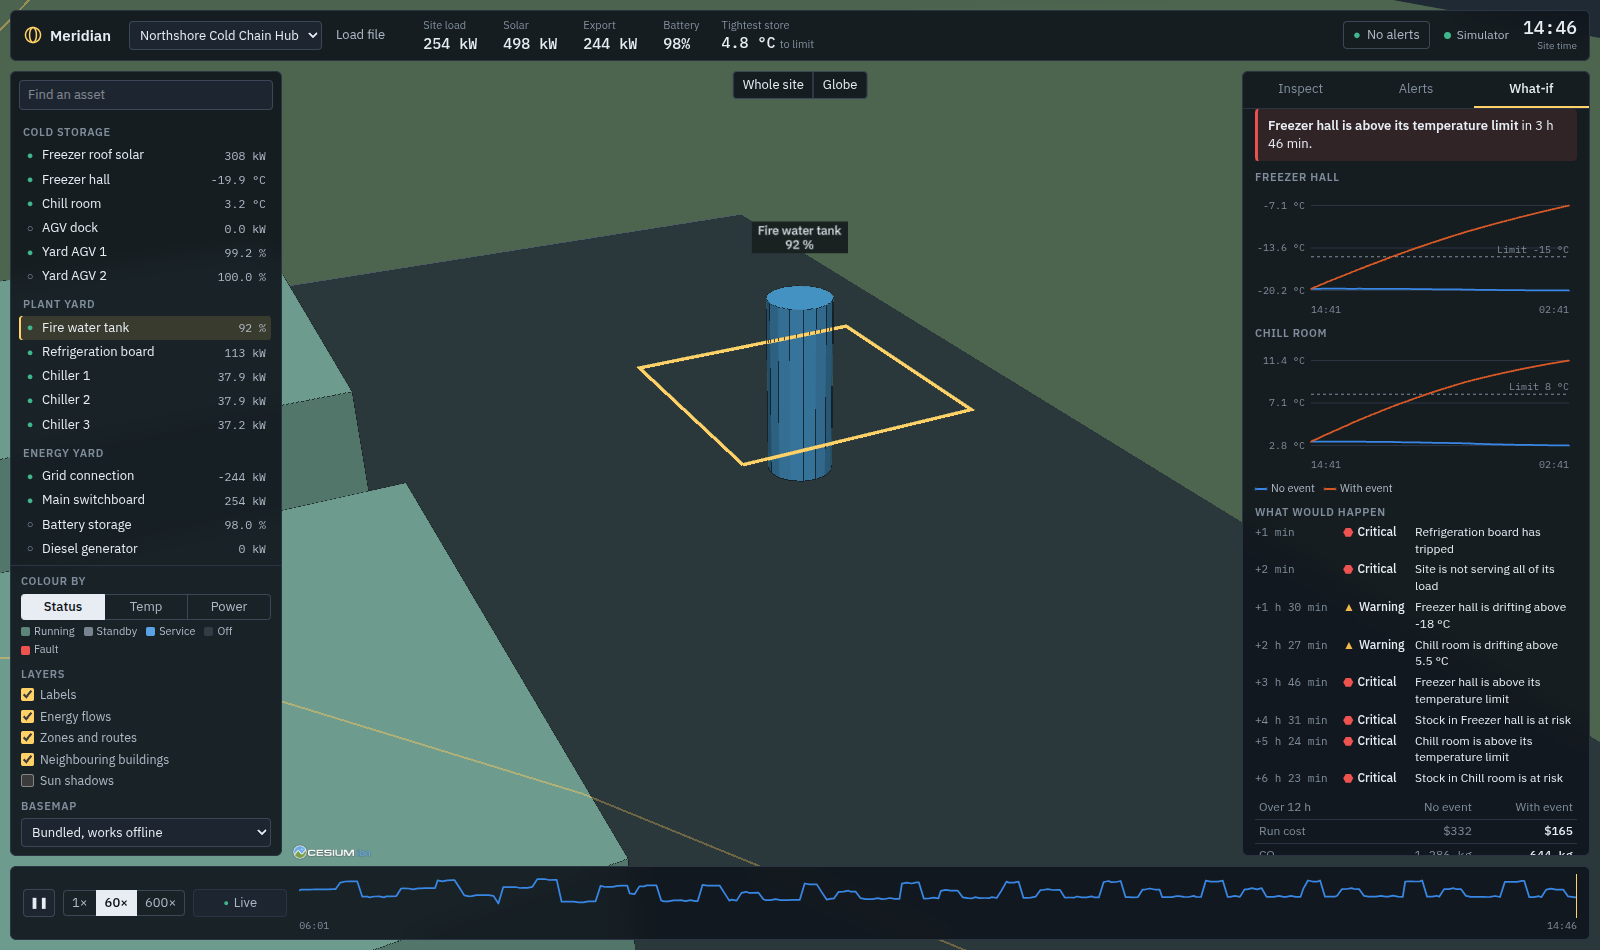 Meridian
Northshore Cold Chain Hub
Load file
Site load
254 kW
Solar
498 kW
Export
244 kW
Battery
98%
Tightest store
4.8 °C to limit
No alerts
Simulator
14:46
Site time
Find an asset
COLD STORAGE
Freezer roof solar 308 kW
Freezer hall -19.9 °C
Chill room 3.2 °C
AGV dock 0.0 kW
Yard AGV 1 99.2 %
Yard AGV 2 100.0 %
PLANT YARD
Fire water tank 92 %
Refrigeration board 113 kW
Chiller 1 37.9 kW
Chiller 2 37.9 kW
Chiller 3 37.2 kW
ENERGY YARD
Grid connection -244 kW
Main switchboard 254 kW
Battery storage 98.0 %
Diesel generator 0 kW
COLOUR BY
Status Temp Power
Running Standby Service Off
Fault
LAYERS
Labels
Energy flows
Zones and routes
Neighbouring buildings
Sun shadows
BASEMAP
Bundled, works offline
Whole site Globe
Fire water tank
92 %
CESIUM
Inspect Alerts What-if
Freezer hall is above its temperature limit in 3 h
46 min.
FREEZER HALL
-7.1 °C
-13.6 °C
Limit -15 °C
-20.2 °C
14:41 02:41
CHILL ROOM
11.4 °C
Limit 8 °C
7.1 °C
2.8 °C
14:41 02:41
No event With event
WHAT WOULD HAPPEN
+1 min Critical Refrigeration board has
tripped
+2 min Critical Site is not serving all of its
load
+1 h 30 min Warning Freezer hall is drifting above
-18 °C
+2 h 27 min Warning Chill room is drifting above
5.5 °C
+3 h 46 min Critical Freezer hall is above its
temperature limit
+4 h 31 min Critical Stock in Freezer hall is at risk
+5 h 24 min Critical Chill room is above its
temperature limit
+6 h 23 min Critical Stock in Chill room is at risk
Over 12 h No event With event
Run cost $332 $165
1× 60× 600×
Live
06:01 14:46